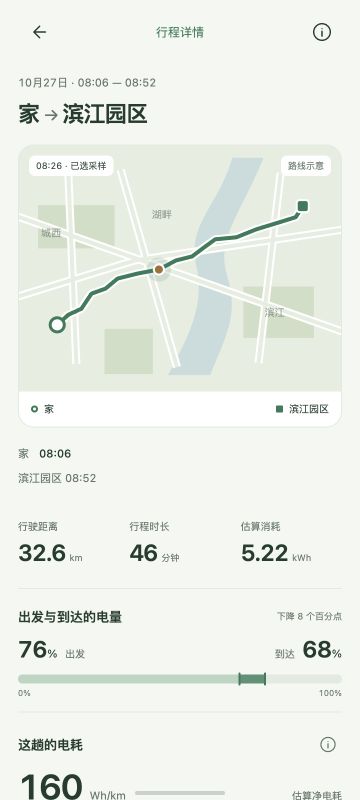 行程详情
10月27日 · 08:06 — 08:52
家 → 滨江园区
08:26 · 已选采样
路线示意
湖畔
城西
滨江
家
滨江园区
家 08:06
滨江园区 08:52
行驶距离 行程时长 估算消耗
32.6 km 46 分钟 5.22 kWh
出发与到达的电量 下降 8 个百分点
76% 出发 到达 68%
0% 100%
这趟的电耗
160 Wh/km 估算净电耗